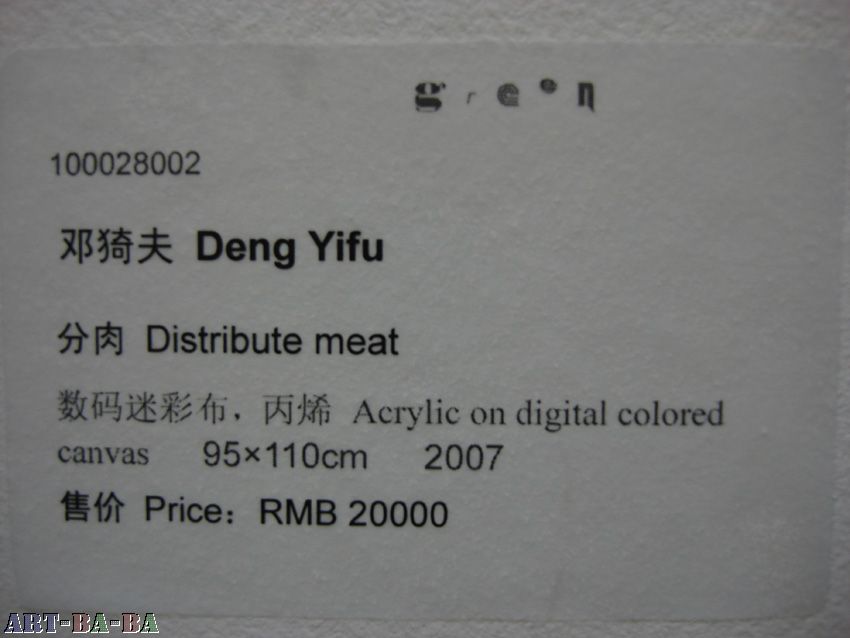 green
100028002
邓猗夫 Deng Yifu
分肉 Distribute meat
数码迷彩布，丙烯 Acrylic on digital colored
canvas 95×110cm 2007
售价 Price：RMB 20000
ART-BA-BA